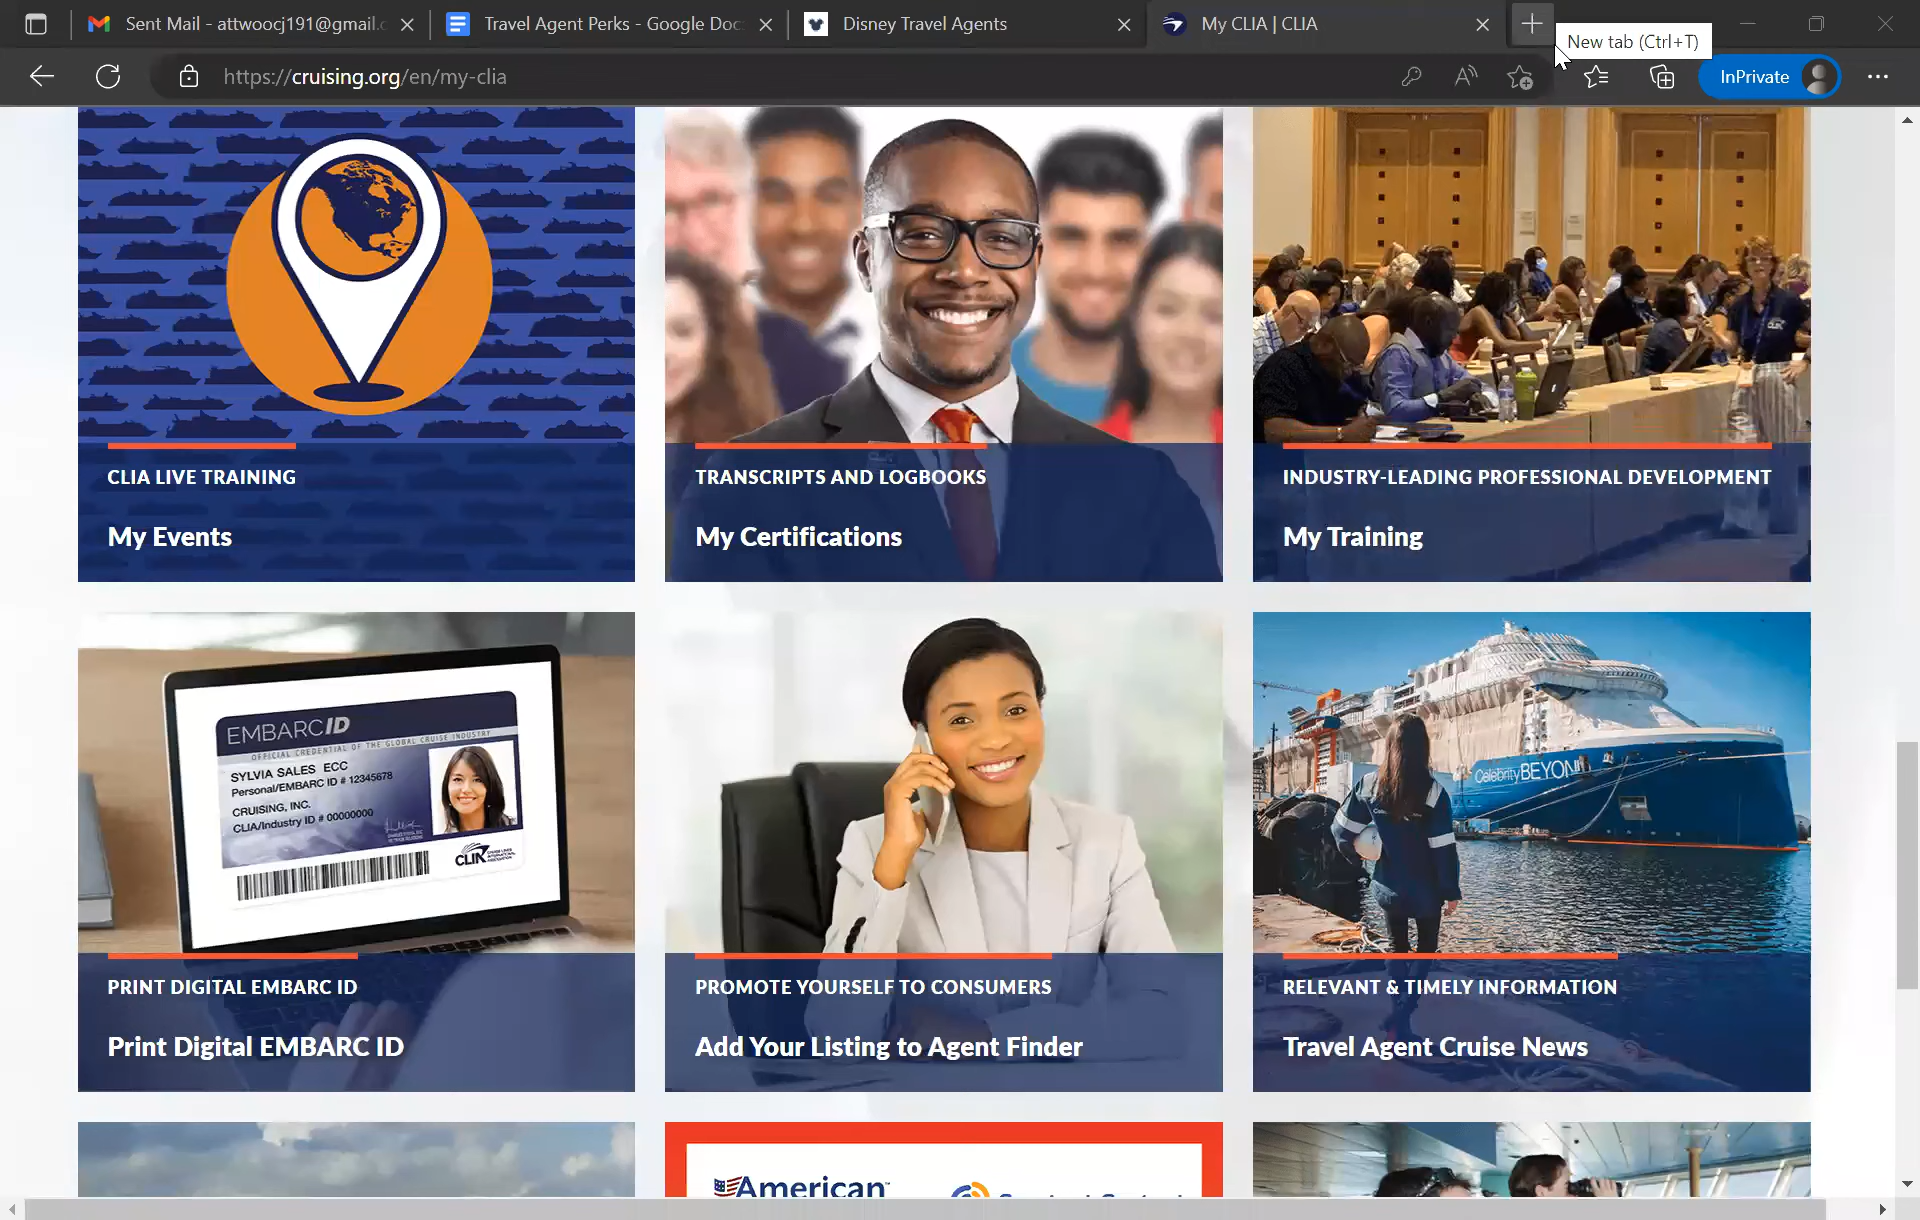 Sent Mail - attwoocj191@gmail.c
Travel Agent Perks - Google Doc
Disney Travel Agents
My CLIA | CLIA
New tab (Ctrl+T)
https://cruising.org/en/my-clia
InPrivate
CLIA LIVE TRAINING
My Events
TRANSCRIPTS AND LOGBOOKS
My Certifications
INDUSTRY-LEADING PROFESSIONAL DEVELOPMENT
My Training
EMBARCID
OFFICIAL CREDENTIAL OF THE GLOBAL CRUISE INDUSTRY
SYLVIA SALES ECC
Personal/EMBARC ID # 12345678
CRUISING, INC.
CLIA/Industry ID # 00000000
CLIA
PRINT DIGITAL EMBARC ID
Print Digital EMBARC ID
PROMOTE YOURSELF TO CONSUMERS
Add Your Listing to Agent Finder
Celebrity BEYOND
RELEVANT & TIMELY INFORMATION
Travel Agent Cruise News
American